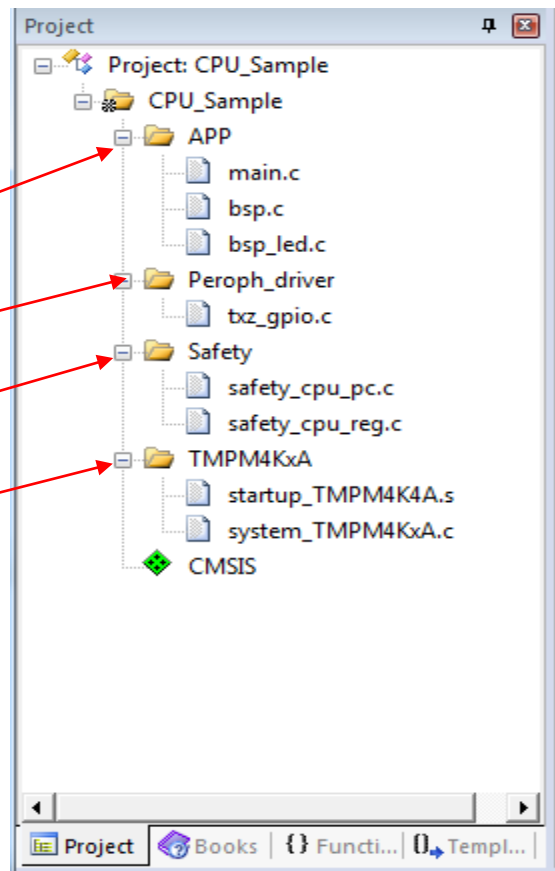 Project
Project: CPU_Sample
CPU_Sample
APP
main.c
bsp.c
bsp_led.c
Peroph_driver
txz_gpio.c
Safety
safety_cpu_pc.c
safety_cpu_reg.c
TMPM4KxA
startup_TMPM4K4A.s
system_TMPM4KxA.c
CMSIS
Project Books {} Functi... 0 Templ...